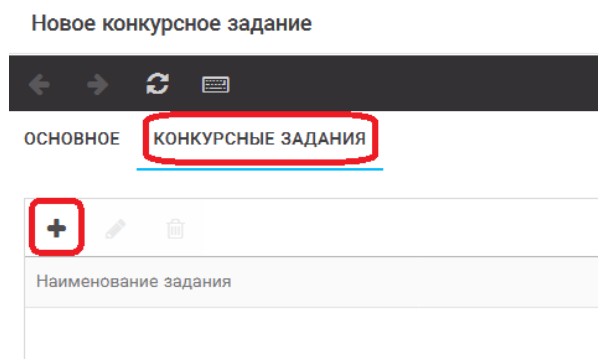 Новое конкурсное задание
ОСНОВНОЕ КОНКУРСНЫЕ ЗАДАНИЯ
Наименование задания